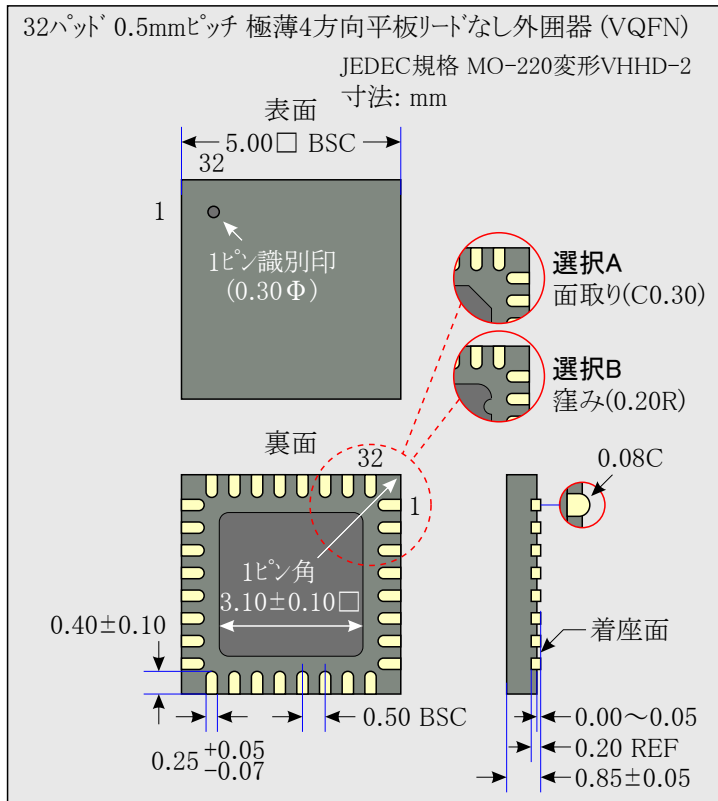 32ﾊﾟｯﾄﾞ 0.5mmﾋﾟｯﾁ 極薄4方向平板ﾘｰﾄﾞなし外囲器 (VQFN)
JEDEC規格 MO-220変形VHHD-2
寸法: mm
表面
5.00□ BSC
32
1
1ﾋﾟﾝ識別印
(0.30Φ)
選択A
面取り(C0.30)
選択B
窪み(0.20R)
裏面
32
1
0.08C
1ﾋﾟﾝ角
3.10±0.10□
0.40±0.10
着座面
0.50 BSC
0.25 +0.05
-0.07
0.00～0.05
0.20 REF
0.85±0.05